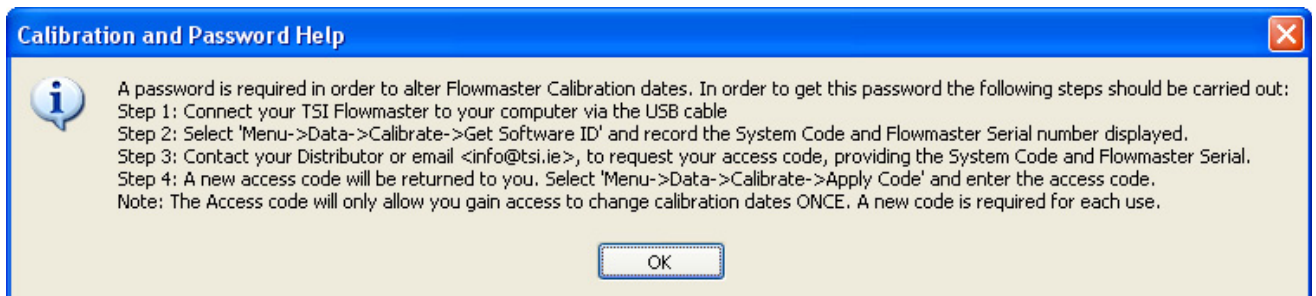 Calibration and Password Help
A password is required in order to alter Flowmaster Calibration dates. In order to get this password the following steps should be carried out:
Step 1: Connect your TSI Flowmaster to your computer via the USB cable
Step 2: Select 'Menu->Data->Calibrate->Get Software ID' and record the System Code and Flowmaster Serial number displayed.
Step 3: Contact your Distributor or email <info@tsi.ie>, to request your access code, providing the System Code and Flowmaster Serial.
Step 4: A new access code will be returned to you. Select 'Menu->Data->Calibrate->Apply Code' and enter the access code.
Note: The Access code will only allow you gain access to change calibration dates ONCE. A new code is required for each use.
OK